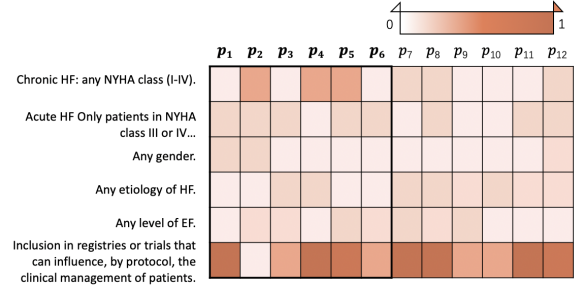 0 1
p1 p2 p3 p4 p5 p6 p7 p8 p9 p10 p11 p12
Chronic HF: any NYHA class (I-IV).
Acute HF Only patients in NYHA
class III or IV...
Any gender.
Any etiology of HF.
Any level of EF.
Inclusion in registries or trials that
can influence, by protocol, the
clinical management of patients.